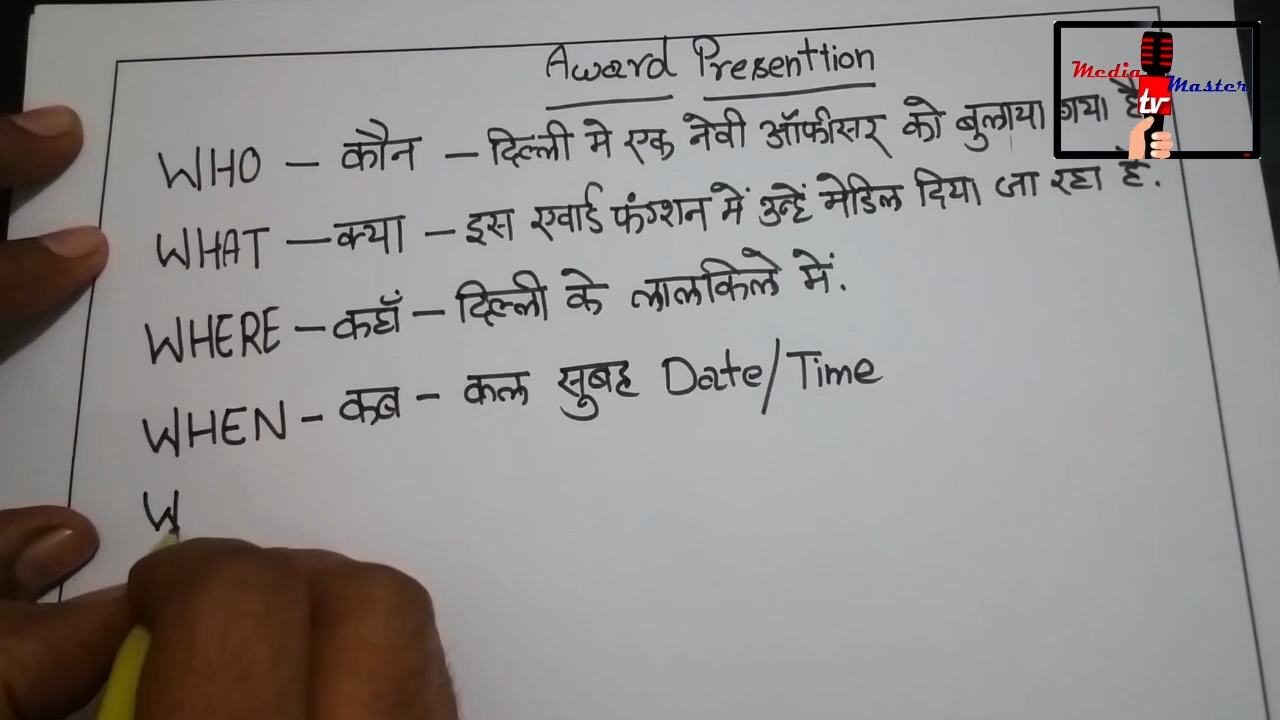 Award Presenttion
WHO - कौन - दिल्ली मे एक नेवी ऑफीसर को बुलाया गया है
WHAT - क्या - इस एवार्ड फंग्शन में उन्हें मेडिल दिया जा रहा है.
WHERE - कहाँ - दिल्ली के लालकिले में.
WHEN - कब - कल सुबह Date/Time
W
Media Master
tv